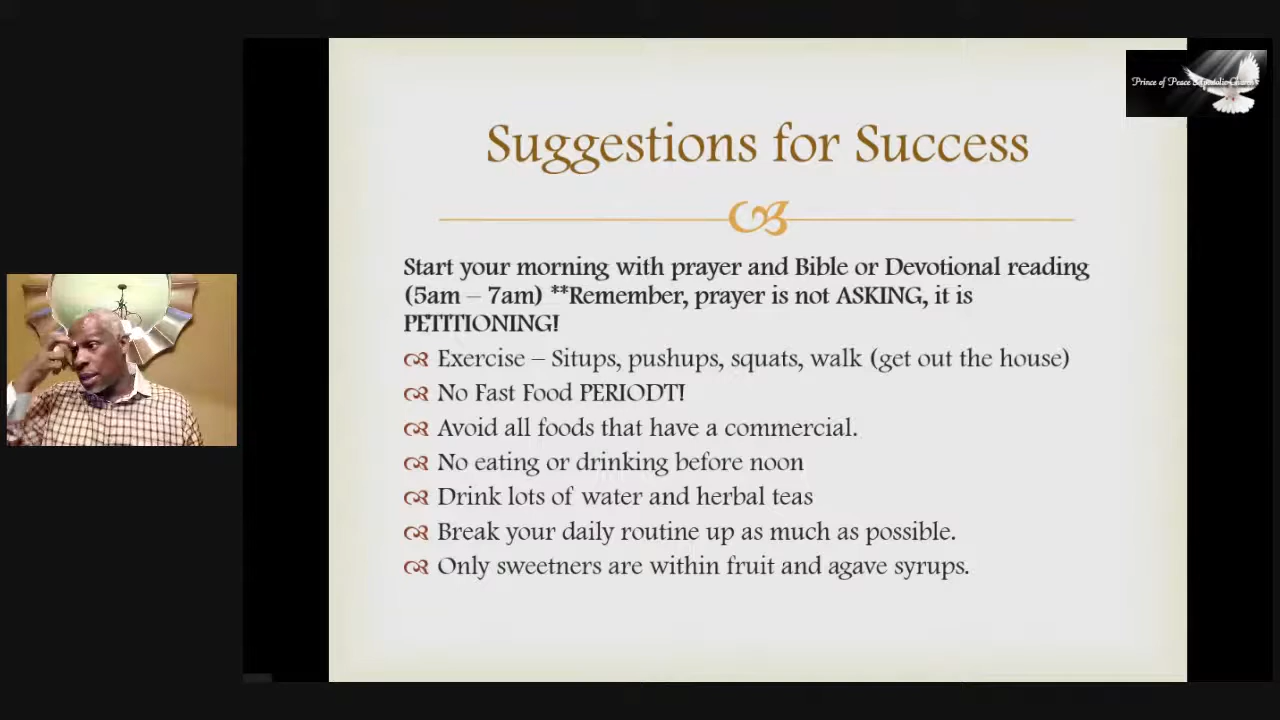 Prince of Peace Apostolic Church
Suggestions for Success
Start your morning with prayer and Bible or Devotional reading
(5am – 7am) **Remember, prayer is not ASKING, it is
PETITIONING!
Exercise – Situps, pushups, squats, walk (get out the house)
No Fast Food PERIODT!
Avoid all foods that have a commercial.
No eating or drinking before noon
Drink lots of water and herbal teas
Break your daily routine up as much as possible.
Only sweetners are within fruit and agave syrups.